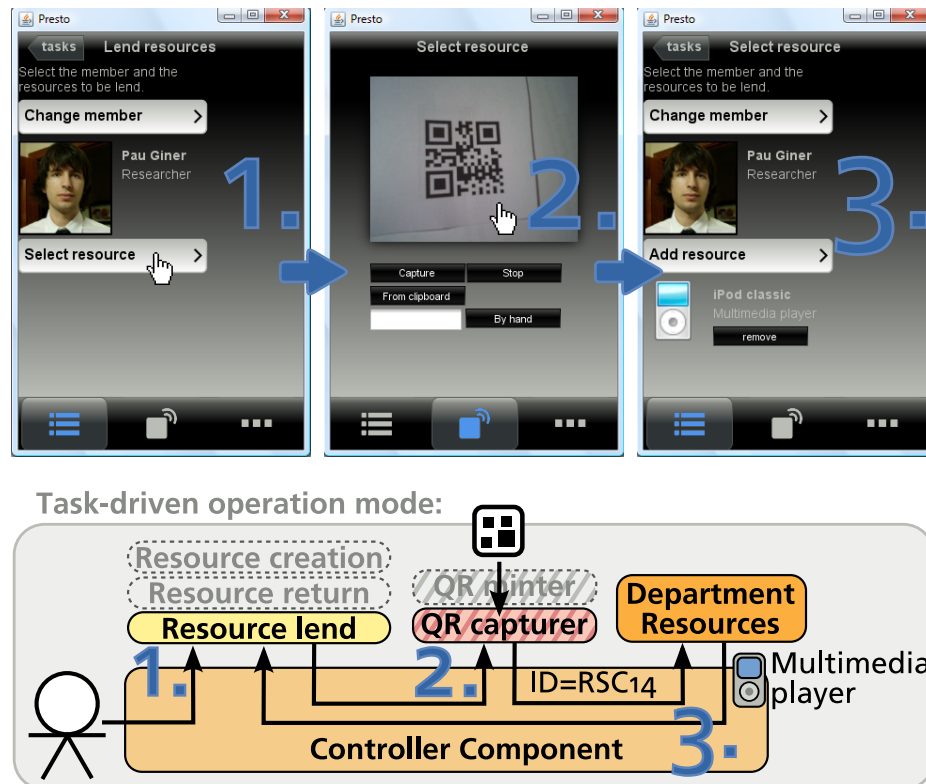 Presto
tasks
Lend resources
Select the member and the
resources to be lend.
Change member
Pau Giner
Researcher
1.
Select resource
Presto
Select resource
2.
Capture
Stop
From clipboard
By hand
Presto
tasks
Select resource
Select the member and the
resources to be lend.
Change member
Pau Giner
Researcher
3.
Add resource
iPod classic
Multimedia player
remove
Task-driven operation mode:
Resource creation
Resource return
Resource lend
QR minter
QR capturer
Department
Resources
1.
2.
ID=RSC14
Multimedia
player
3.
Controller Component